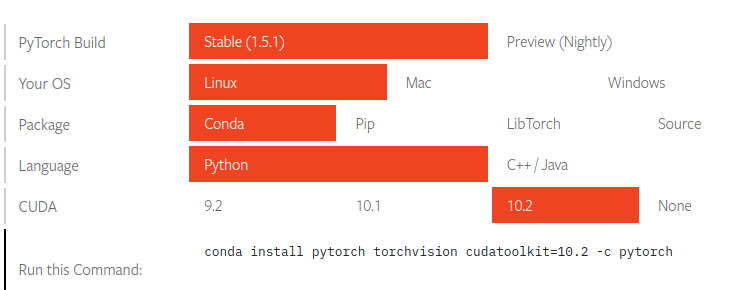 PyTorch Build Stable (1.5.1) Preview (Nightly)
Your OS Linux Mac Windows
Package Conda Pip LibTorch Source
Language Python C++ / Java
CUDA 9.2 10.1 10.2 None
conda install pytorch torchvision cudatoolkit=10.2 -c pytorch
Run this Command: